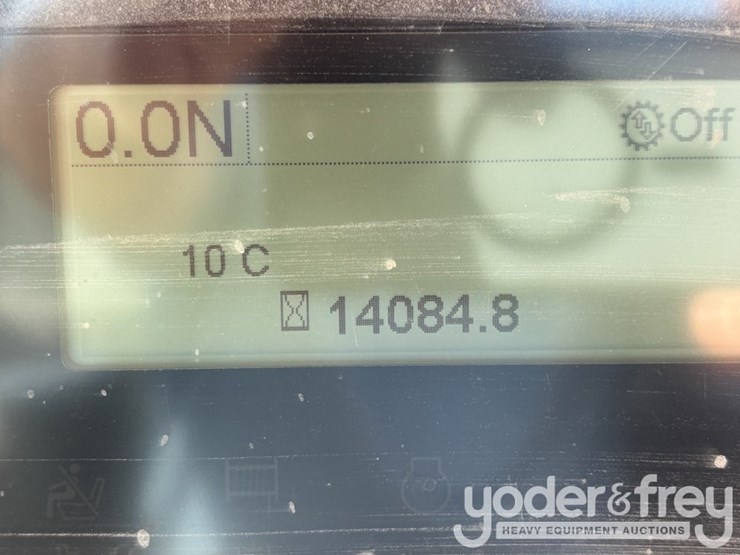 0.0N
Off
10 C
14084.8
yoder&frey
HEAVY EQUIPMENT AUCTIONS